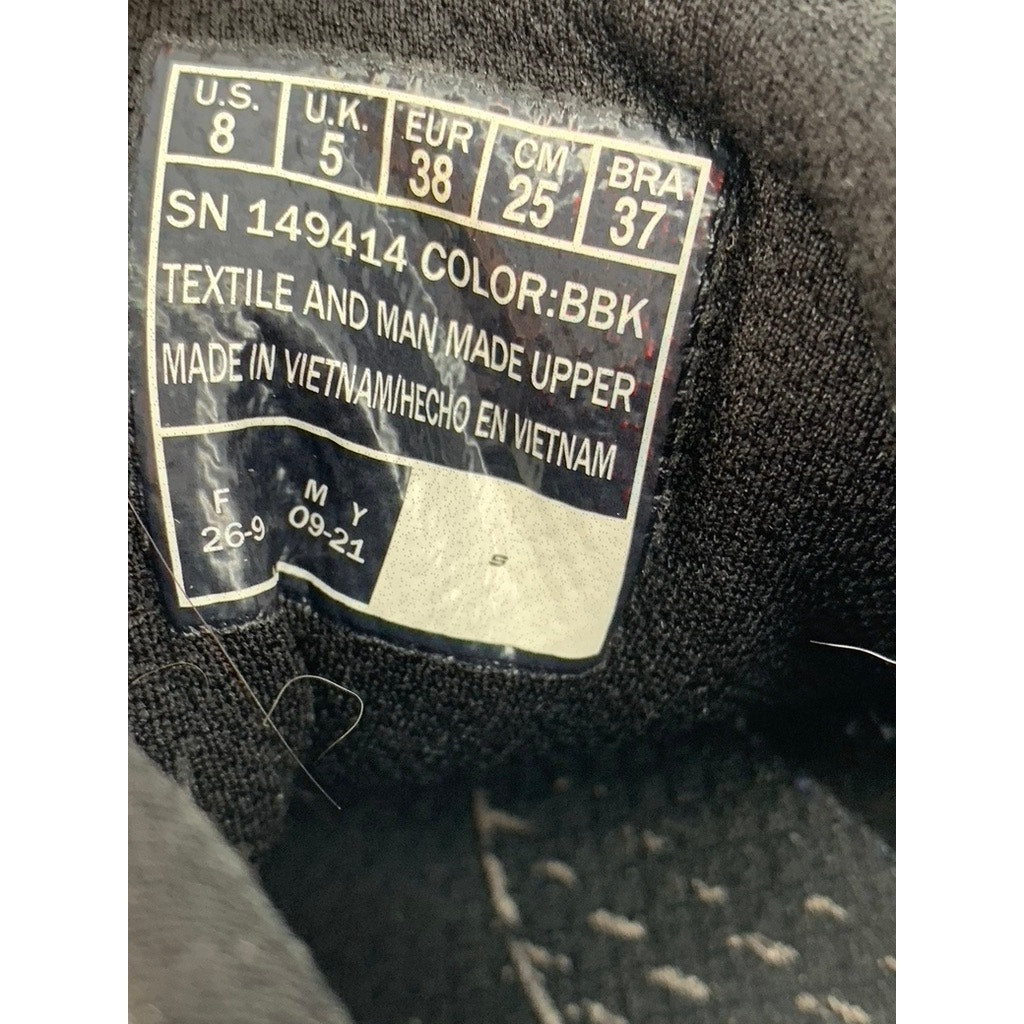 U.S. U.K. EUR CM BRA
8 5 38 25 37
SN 149414 COLOR:BBK
TEXTILE AND MAN MADE UPPER
MADE IN VIETNAM/HECHO EN VIETNAM
F M Y
26-9 09-21
S